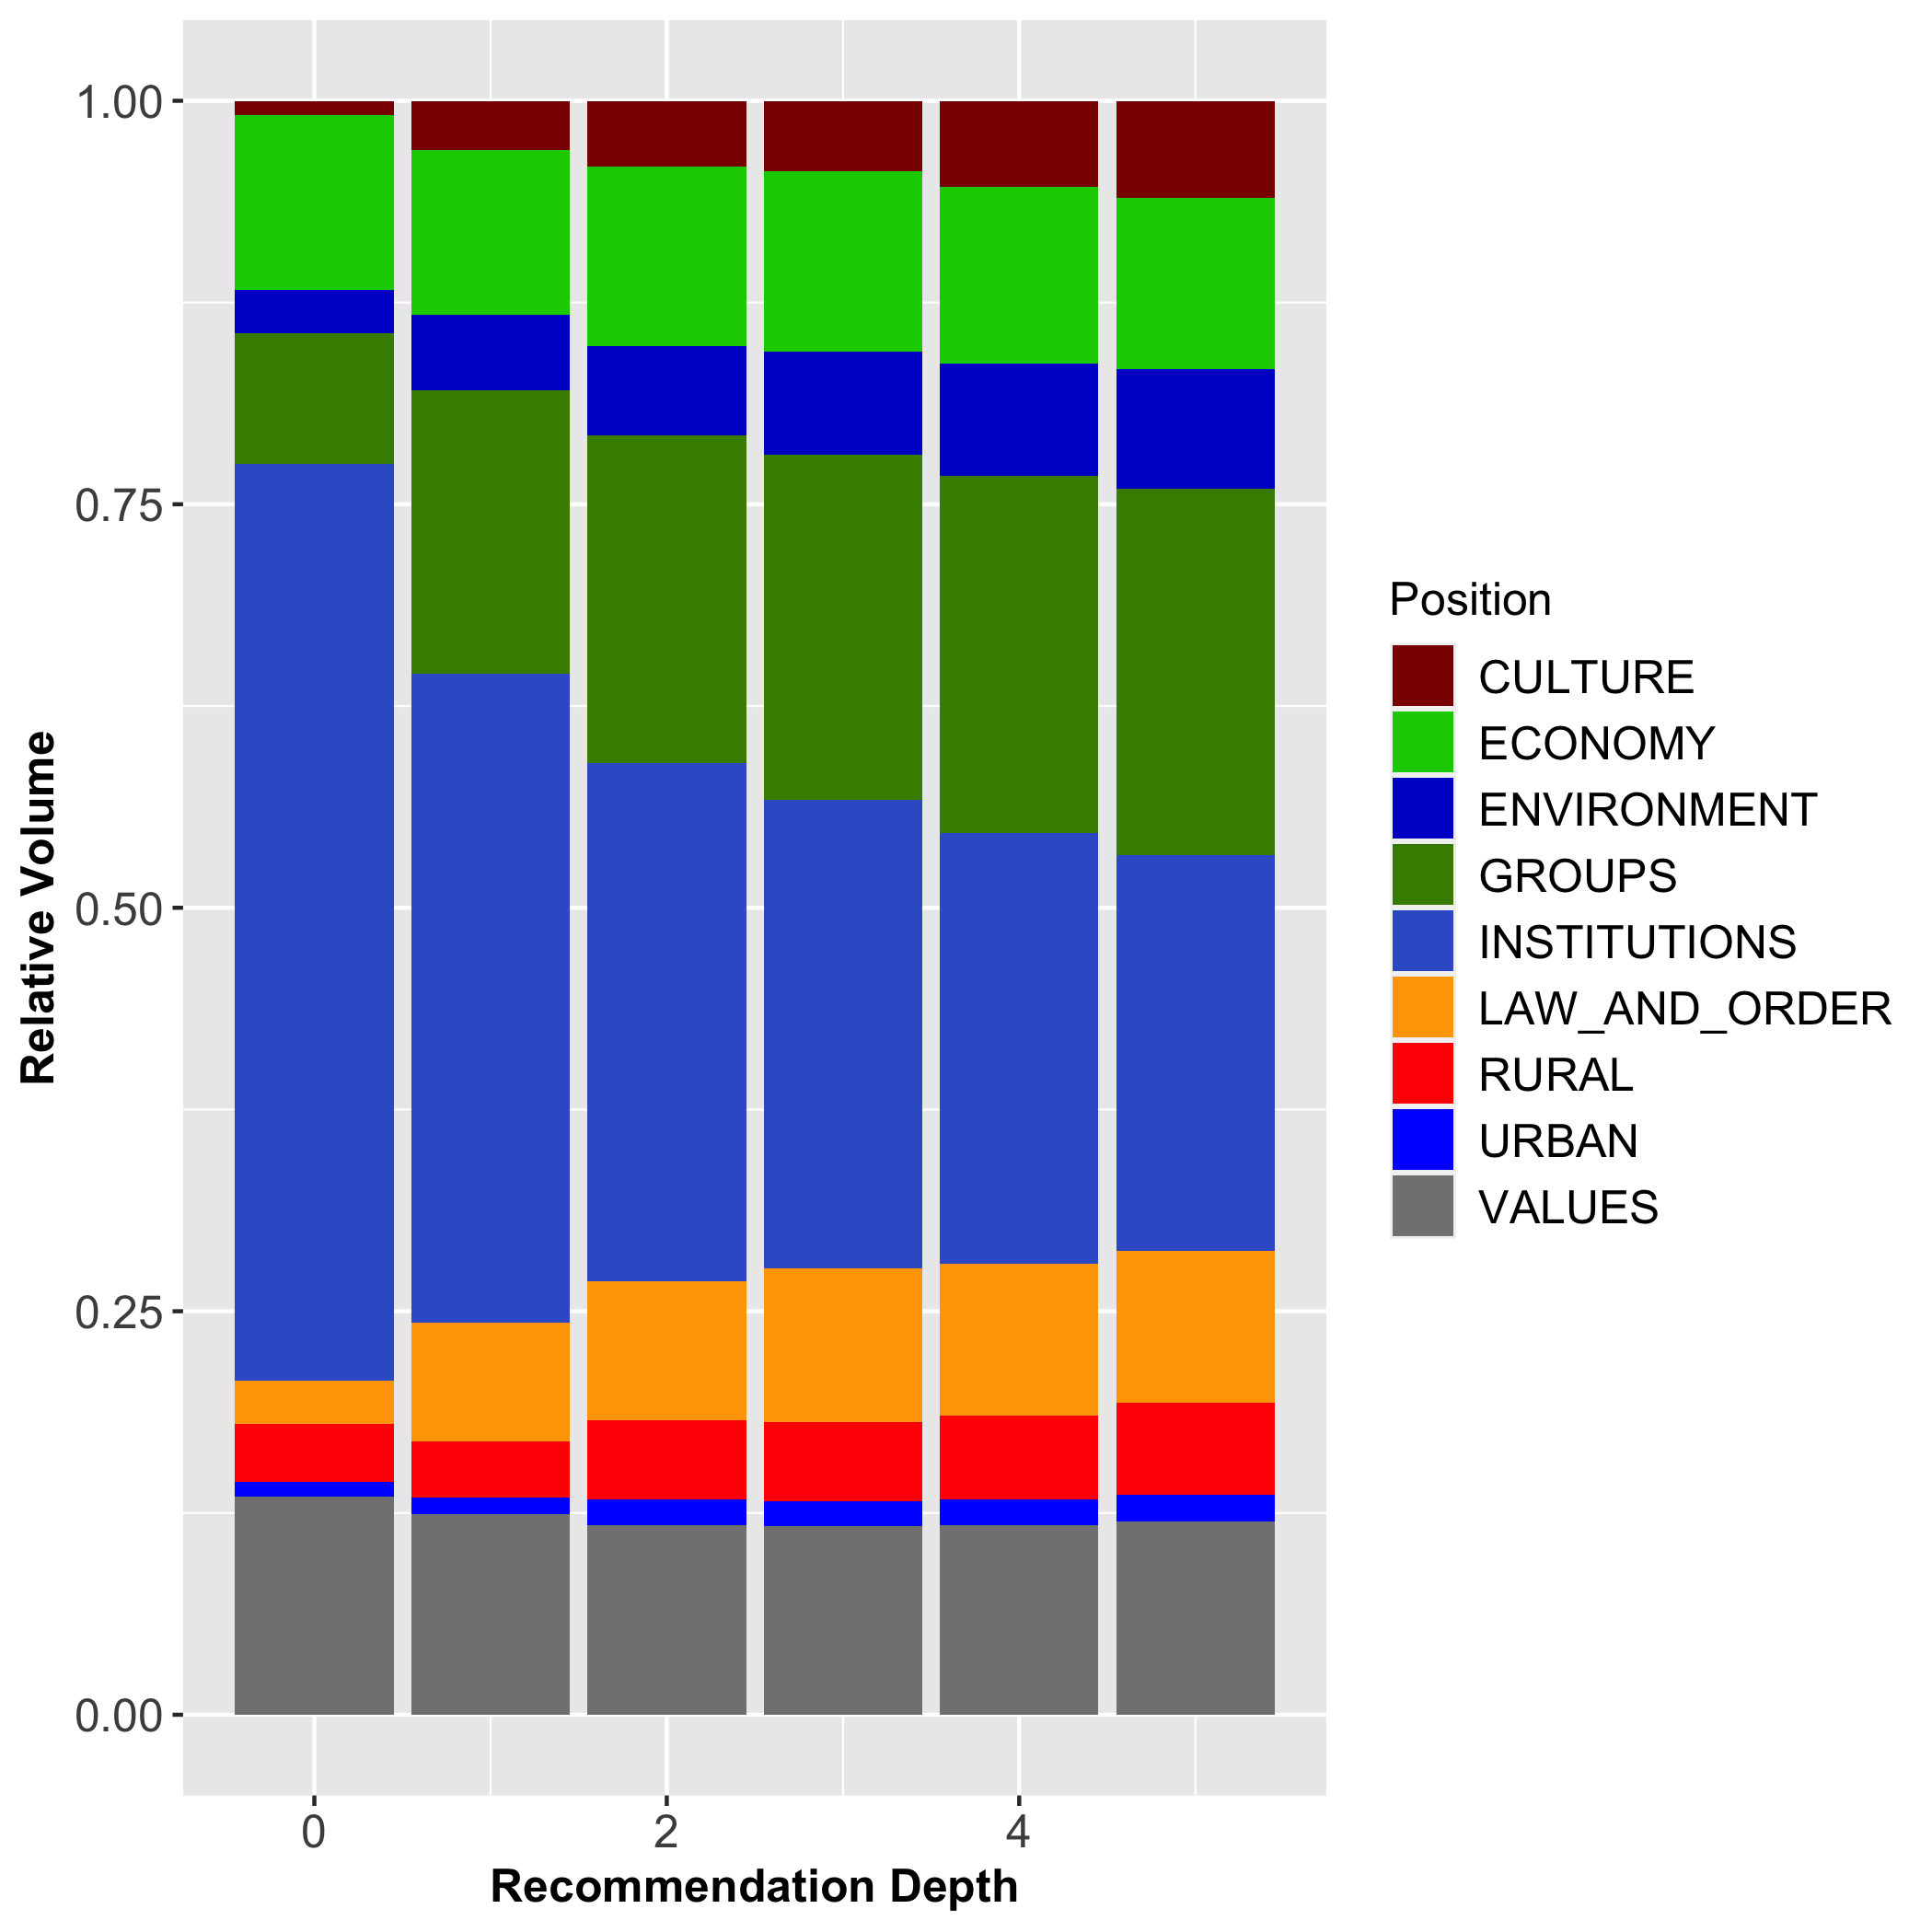 1.00
0.75
0.50
0.25
0.00
Relative Volume
0
2
4
Recommendation Depth
Position
CULTURE
ECONOMY
ENVIRONMENT
GROUPS
INSTITUTIONS
LAW_AND_ORDER
RURAL
URBAN
VALUES